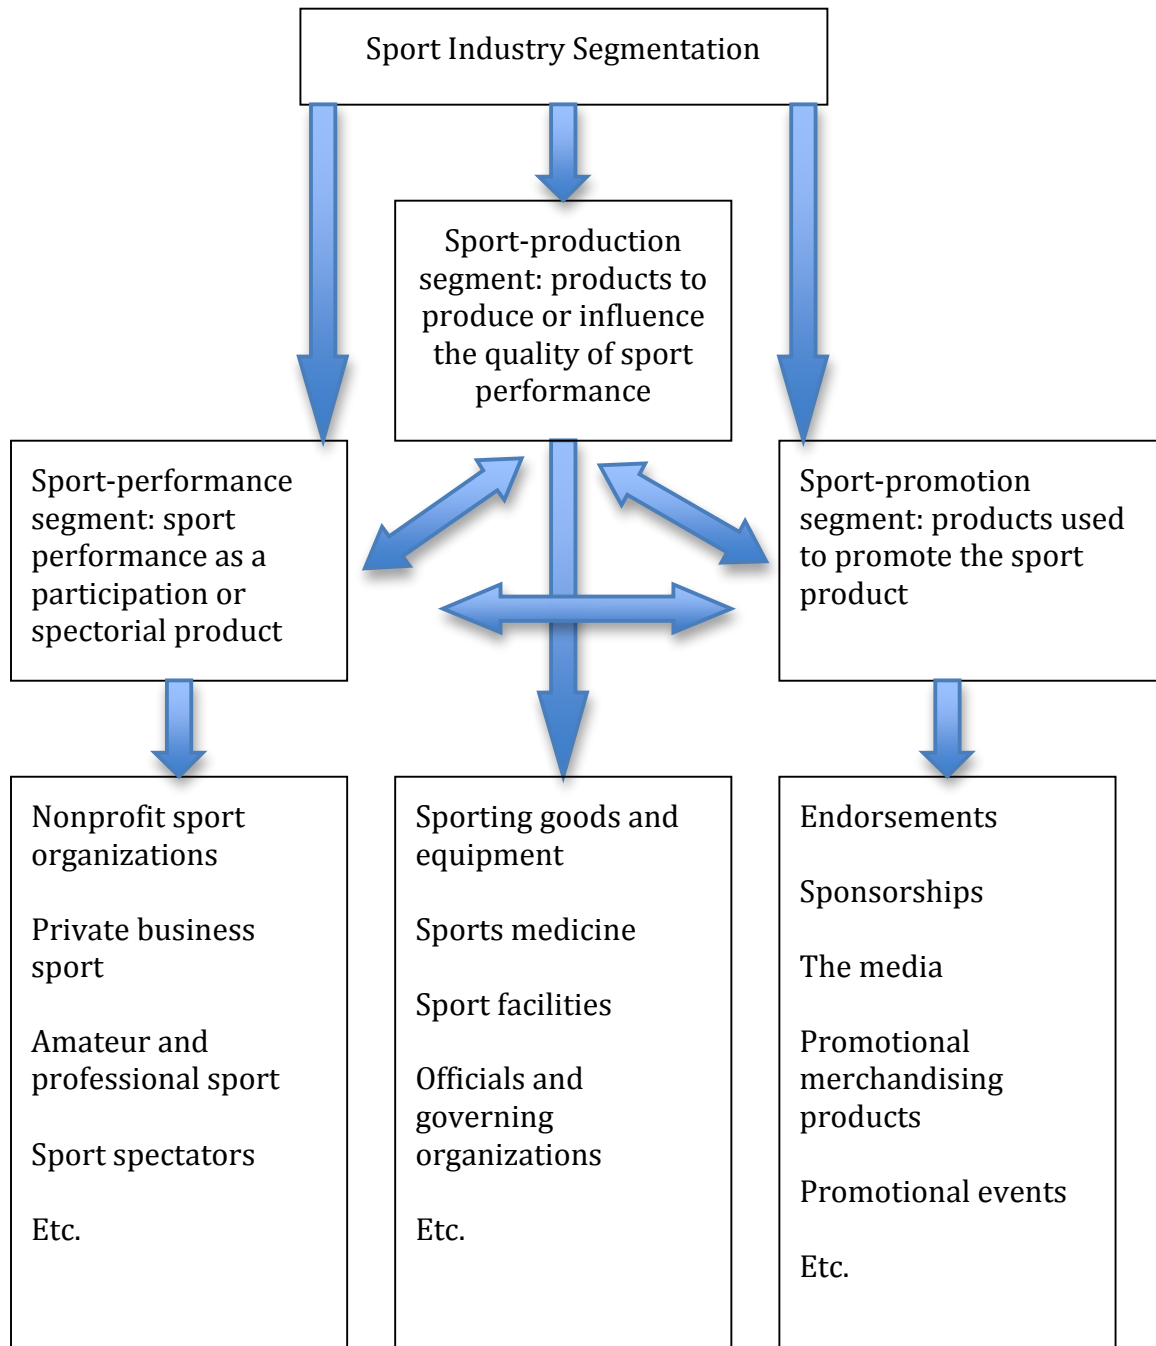 Sport Industry Segmentation
Sport-production
segment: products to
produce or influence
the quality of sport
performance
Sport-performance
segment: sport
performance as a
participation or
spectorial product
Sport-promotion
segment: products used
to promote the sport
product
Nonprofit sport
organizations
Private business
sport
Amateur and
professional sport
Sport spectators
Etc.
Sporting goods and
equipment
Sports medicine
Sport facilities
Officials and
governing
organizations
Etc.
Endorsements
Sponsorships
The media
Promotional
merchandising
products
Promotional events
Etc.